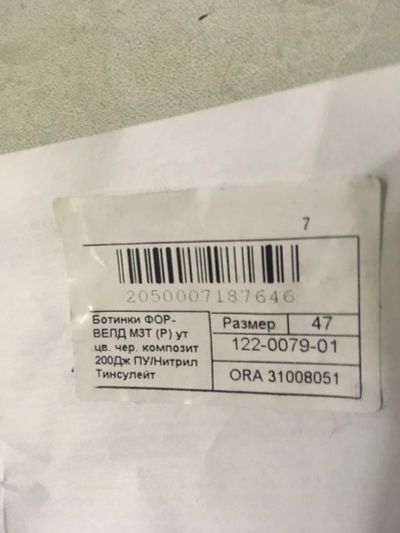 7
2050007187646
Ботинки ФОР-
ВЕЛД МЗТ (Р) ут
цв. чер. композит
200Дж ПУ/Нитрил
Тинсулейт
Размер 47
122-0079-01
ORA 31008051